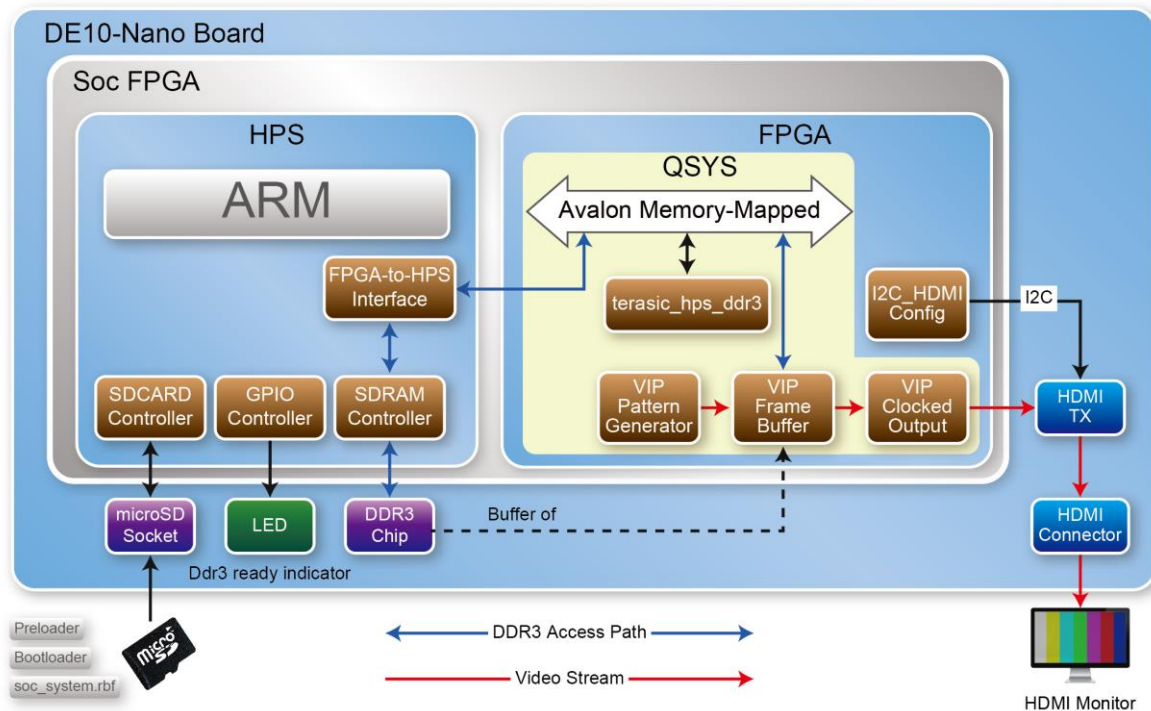 DE10-Nano Board
Soc FPGA
HPS
ARM
FPGA-to-HPS
Interface
SDCARD
Controller
GPIO
Controller
SDRAM
Controller
FPGA
QSYS
Avalon Memory-Mapped
terasic_hps_ddr3
I2C_HDMI
Config
I2C
VIP
Pattern
Generator
VIP
Frame
Buffer
VIP
Clocked
Output
HDMI
TX
microSD
Socket
LED
DDR3
Chip
Buffer of
HDMI
Connector
Ddr3 ready indicator
Preloader
Bootloader
soc_system.rbf
micro
SD
DDR3 Access Path
Video Stream
HDMI Monitor